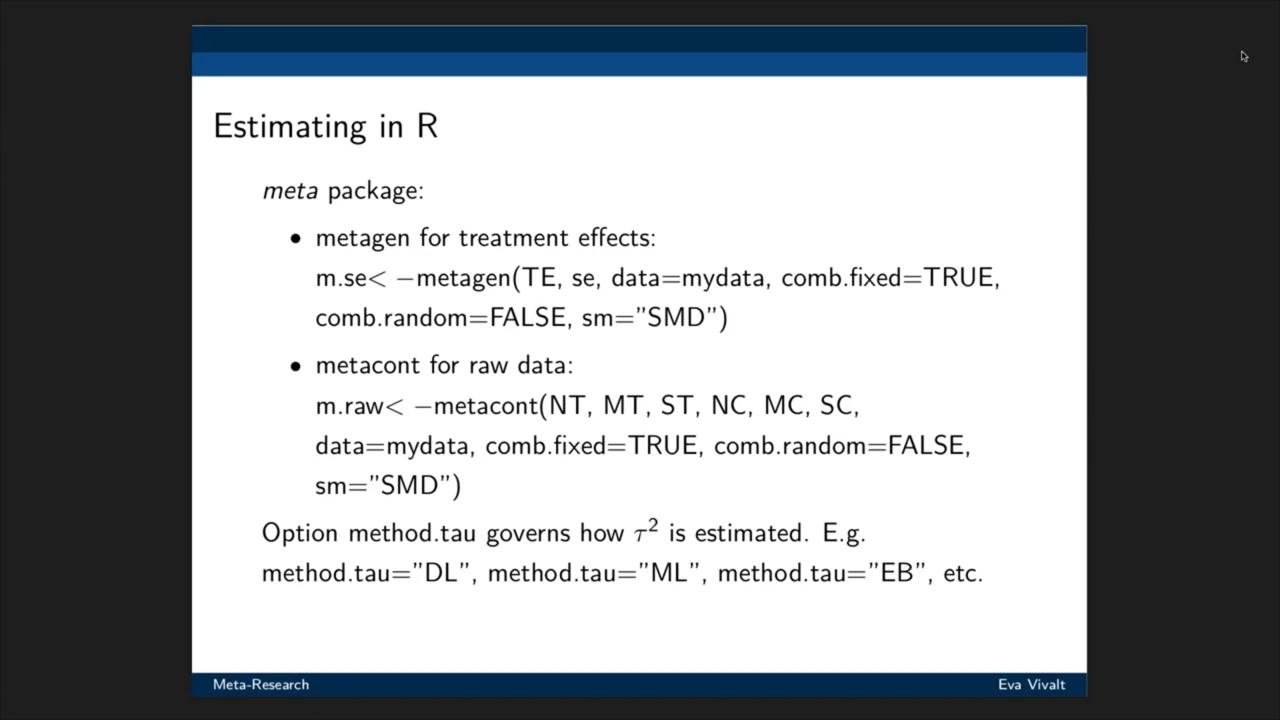 Estimating in R
meta package:
• metagen for treatment effects:
m.se< −metagen(TE, se, data=mydata, comb.fixed=TRUE,
comb.random=FALSE, sm=”SMD”)
• metacont for raw data:
m.raw< −metacont(NT, MT, ST, NC, MC, SC,
data=mydata, comb.fixed=TRUE, comb.random=FALSE,
sm=”SMD”)
Option method.tau governs how τ² is estimated. E.g.
method.tau=”DL”, method.tau=”ML”, method.tau=”EB”, etc.
Meta-Research
Eva Vivalt